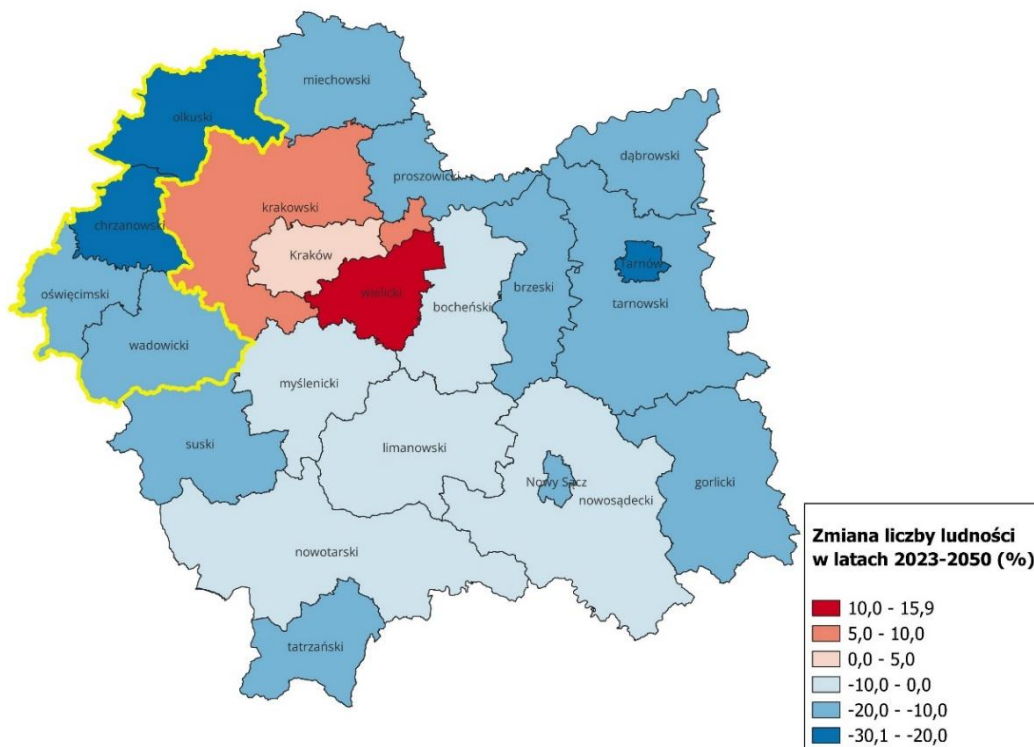 miechowski
olkuski
dąbrowski
proszowicki
chrzanowski
krakowski
Kraków
Tarnów
oświęcimski
wielicki
bocheński
brzeski
tarnowski
wadowicki
myślenicki
suski
limanowski
Nowy Sącz
nowosądecki
gorlicki
nowotarski
tatrzański
Zmiana liczby ludności
w latach 2023-2050 (%)
10,0 - 15,9
5,0 - 10,0
0,0 - 5,0
-10,0 - 0,0
-20,0 - -10,0
-30,1 - -20,0